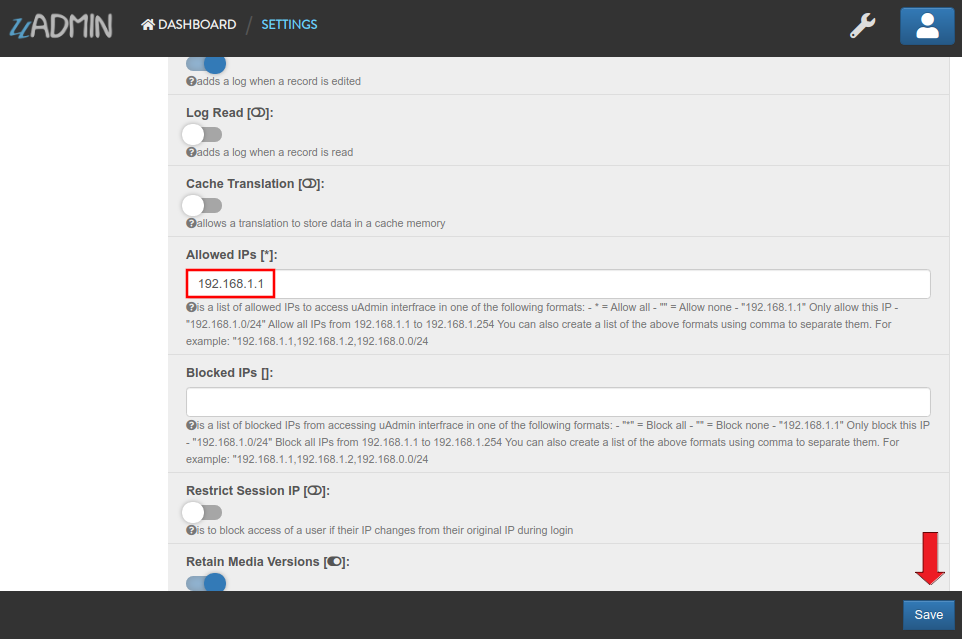 uADMIN DASHBOARD / SETTINGS
adds a log when a record is edited
Log Read []:
adds a log when a record is read
Cache Translation []:
allows a translation to store data in a cache memory
Allowed IPs [*]:
192.168.1.1
is a list of allowed IPs to access uAdmin interfrace in one of the following formats: - * = Allow all - "" = Allow none - "192.168.1.1" Only allow this IP -
"192.168.1.0/24" Allow all IPs from 192.168.1.1 to 192.168.1.254 You can also create a list of the above formats using comma to separate them. For
example: "192.168.1.1,192.168.1.2,192.168.0.0/24
Blocked IPs []:
is a list of blocked IPs from accessing uAdmin interfrace in one of the following formats: - "*" = Block all - "" = Block none - "192.168.1.1" Only block this IP
- "192.168.1.0/24" Block all IPs from 192.168.1.1 to 192.168.1.254 You can also create a list of the above formats using comma to separate them. For
example: "192.168.1.1,192.168.1.2,192.168.0.0/24
Restrict Session IP []:
is to block access of a user if their IP changes from their original IP during login
Retain Media Versions []:
Save